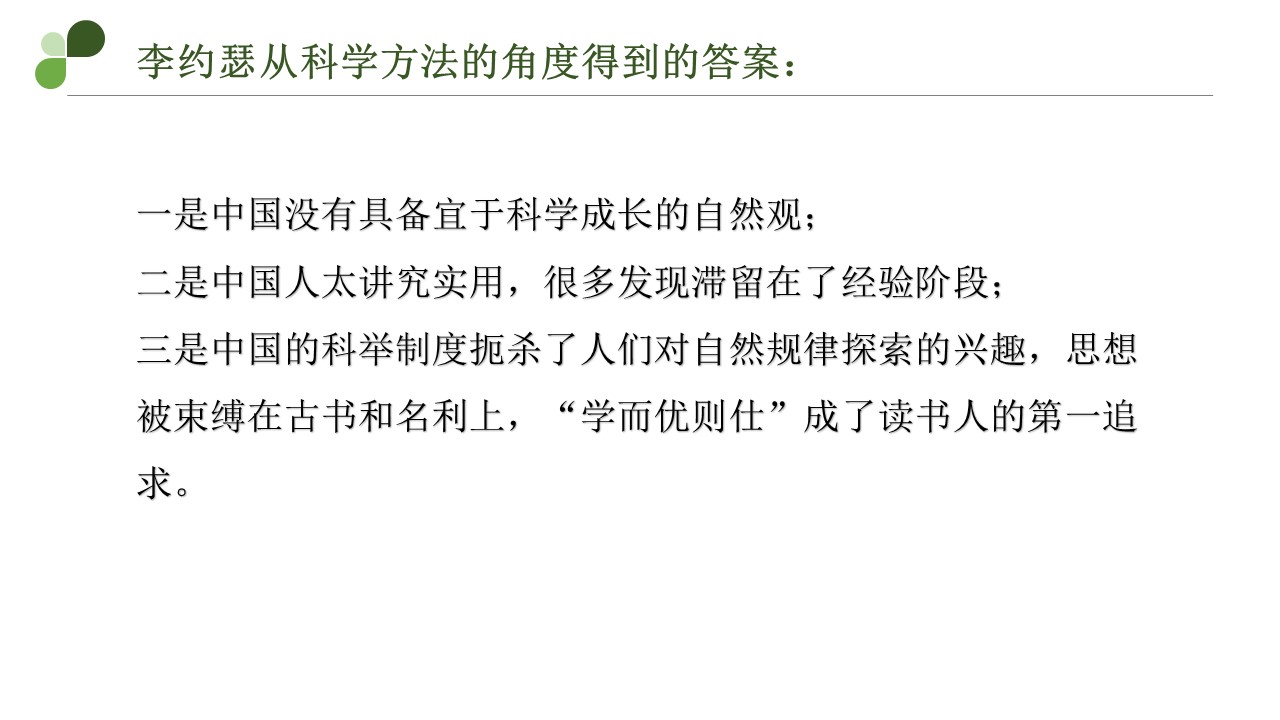 李约瑟从科学方法的角度得到的答案：
一是中国没有具备宜于科学成长的自然观；
二是中国人太讲究实用，很多发现滞留在了经验阶段；
三是中国的科举制度扼杀了人们对自然规律探索的兴趣，思想
被束缚在古书和名利上，“学而优则仕”成了读书人的第一追
求。